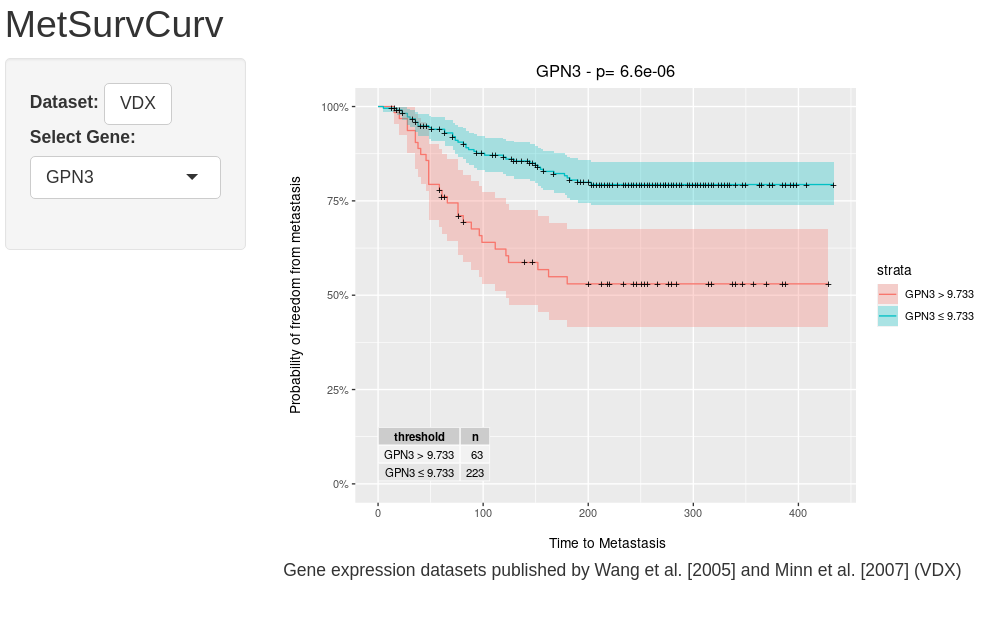 MetSurvCurv
Dataset: VDX
Select Gene:
GPN3
GPN3 - p= 6.6e-06
Probability of freedom from metastasis
100%
75%
50%
25%
0%
threshold n
GPN3 > 9.733 63
GPN3 ≤ 9.733 223
0 100 200 300 400
Time to Metastasis
strata
GPN3 > 9.733
GPN3 ≤ 9.733
Gene expression datasets published by Wang et al. [2005] and Minn et al. [2007] (VDX)